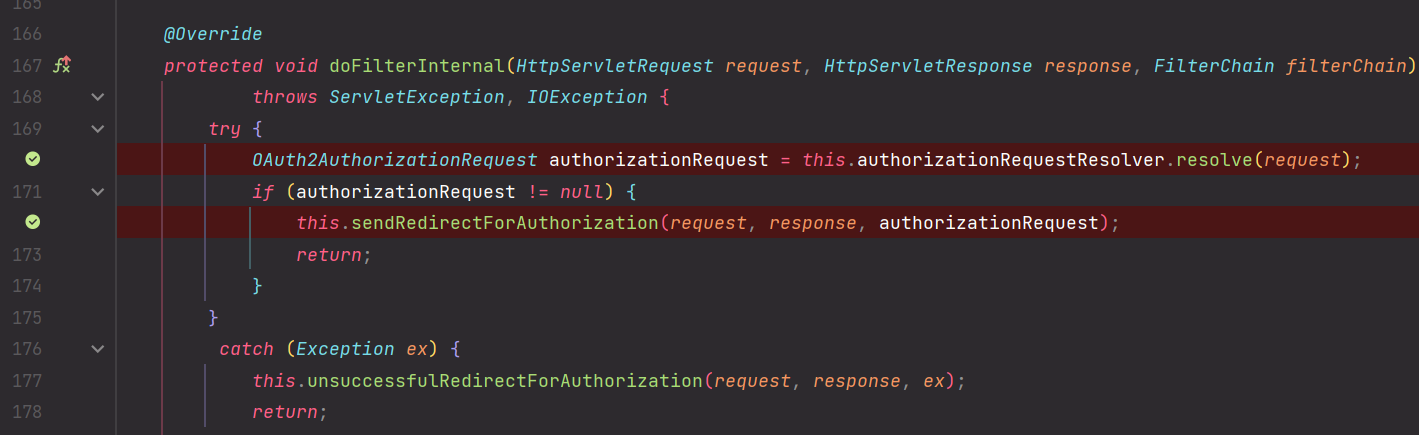 165
166 @Override
167 protected void doFilterInternal(HttpServletRequest request, HttpServletResponse response, FilterChain filterChain)
168 throws ServletException, IOException {
169 try {
OAuth2AuthorizationRequest authorizationRequest = this.authorizationRequestResolver.resolve(request);
171 if (authorizationRequest != null) {
this.sendRedirectForAuthorization(request, response, authorizationRequest);
173 return;
174 }
175 }
176 catch (Exception ex) {
177 this.unsuccessfulRedirectForAuthorization(request, response, ex);
178 return;